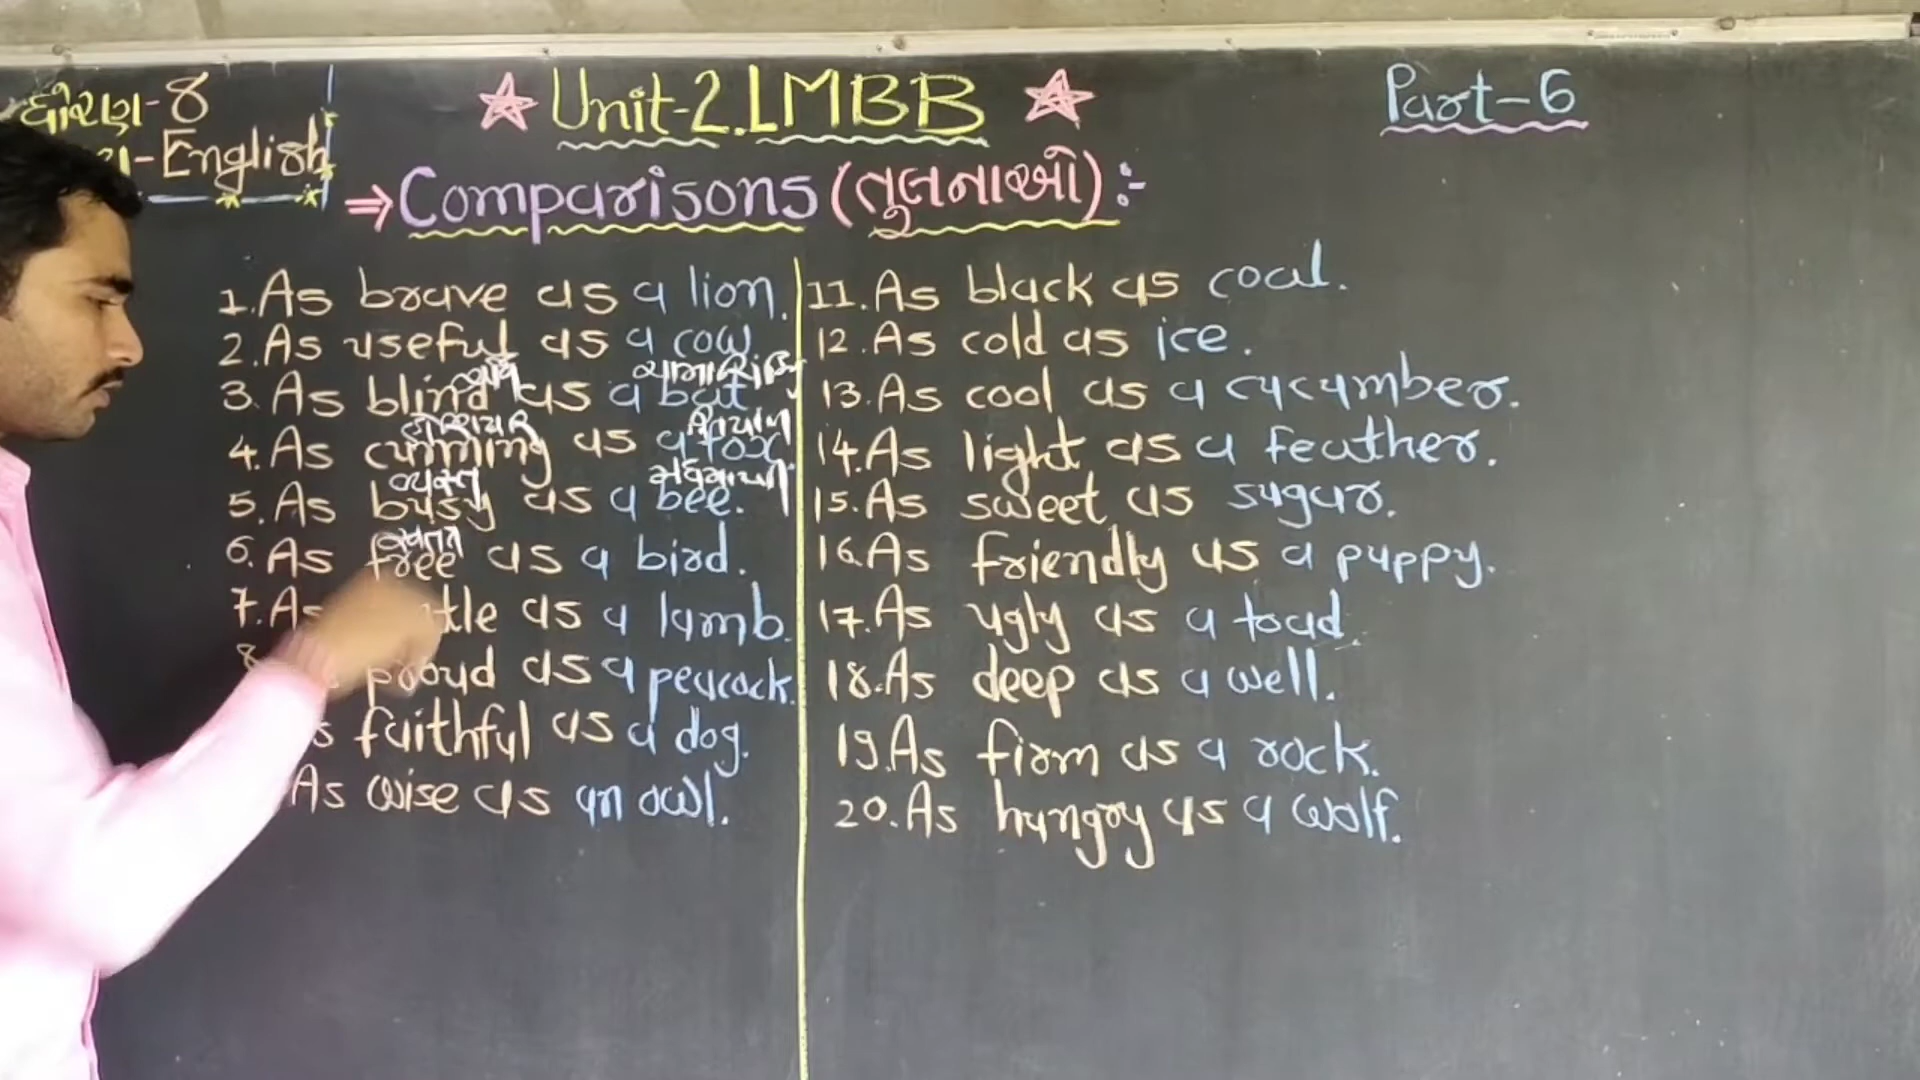 ધોરણ-8
-English
Unit-2.LMBB
Part-6
⇒Comparisons (તુલનાઓ) :-
1. As brave as a lion.
2. As useful as a cow
3. As blind as a bat
હોશિયાર
4. As cunning as a fox
વ્યસ્ત
5. As busy as a bee.
6. As free as a bird.
7. As as a lamb.
8 proud as a peacock.
faithful as a dog.
As wise as an owl.
11. As black as coal.
12. As cold as ice.
13. As cool as a cucumber.
14. As light as a feather.
15. As sweet as sugar.
16. As friendly as a puppy.
17. As ugly as a toad.
18. As deep as a well.
19. As firm as a rock.
20. As hungry as a wolf.